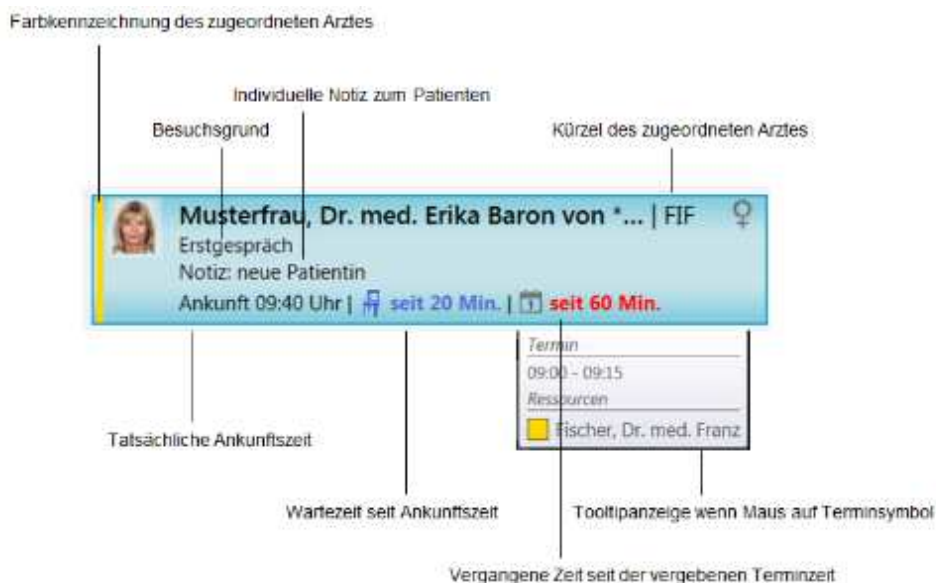 Farbkennzeichnung des zugeordneten Arztes
Individuelle Notiz zum Patienten
Besuchsgrund
Kürzel des zugeordneten Arztes
Musterfrau, Dr. med. Erika Baron von *... | FIF
Erstgespräch
Notiz: neue Patientin
Ankunft 09:40 Uhr | seit 20 Min. | seit 60 Min.
Termin
09:00 - 09:15
Ressourcen
Fischer, Dr. med. Franz
Tatsächliche Ankunftszeit
Wartezeit seit Ankunftszeit
Tooltipanzeige wenn Maus auf Terminsymbol
Vergangene Zeit seit der vergebenen Terminzeit